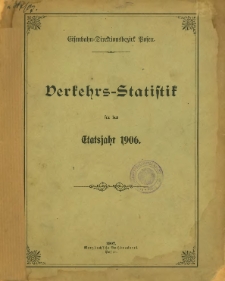 Eisenbahn-Direktionsbezirk Posen.
Verkehrs-Statistik
für das
Etatsjahr 1906.